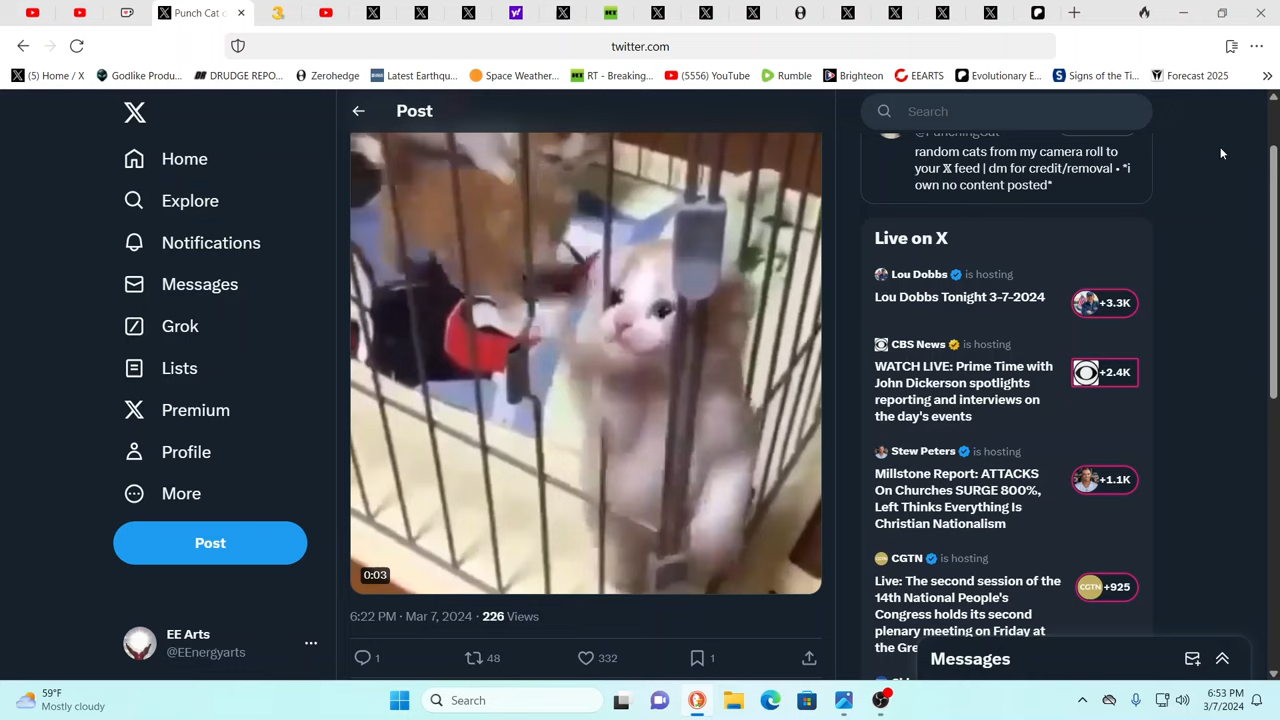 Punch Cat o
twitter.com
(5) Home / X
Godlike Produ...
DRUDGE REPO...
Zerohedge
Latest Earthqu...
Space Weather...
RT - Breaking...
(5556) YouTube
Rumble
Brighteon
EEARTS
Evolutionary E...
Signs of the Ti...
Forecast 2025
Home
Explore
Notifications
Messages
Grok
Lists
Premium
Profile
More
Post
EE Arts
@EEnergyarts
Post
0:03
6:22 PM · Mar 7, 2024 · 226 Views
1
48
332
1
Search
@PunchingCat
random cats from my camera roll to
your X feed | dm for credit/removal • *i
own no content posted*
Live on X
Lou Dobbs is hosting
Lou Dobbs Tonight 3-7-2024
+3.3K
CBS News is hosting
WATCH LIVE: Prime Time with
John Dickerson spotlights
reporting and interviews on
the day's events
+2.4K
Stew Peters is hosting
Millstone Report: ATTACKS
On Churches SURGE 800%,
Left Thinks Everything Is
Christian Nationalism
+1.1K
CGTN is hosting
Live: The second session of the
14th National People's
Congress holds its second
plenary meeting on Friday at
the Gre
CGTN +925
Messages
59°F
Mostly cloudy
Search
6:53 PM
3/7/2024